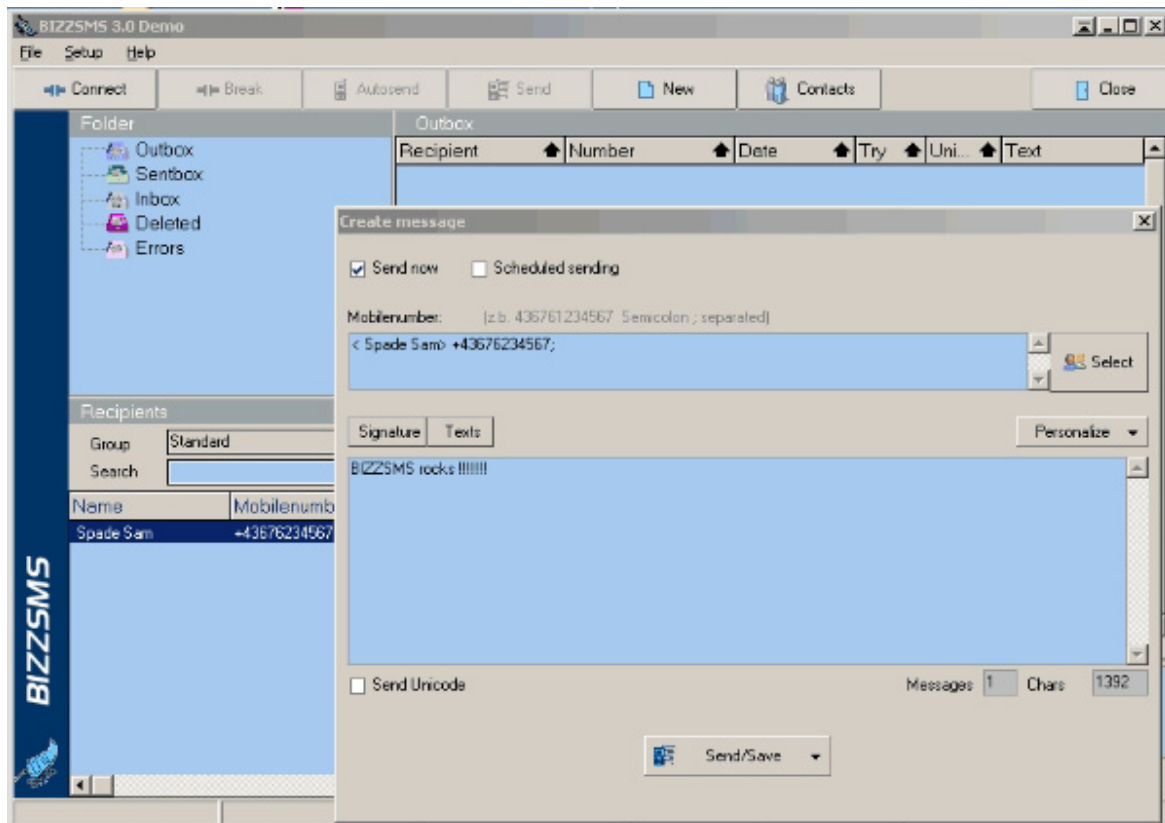 BIZZSMS 3.0 Demo
File Setup Help
Connect Break Autosend Send New Contacts Close
Folder
Outbox
Sentbox
Inbox
Deleted
Errors
Outbox
Recipient Number Date Try Uni... Text
Recipients
Group Standard
Search
Name Mobilenumb
Spade Sam +43676234567
BIZZSMS
Create message
Send now Scheduled sending
Mobilenumber: (z.b. 436761234567 Semicolon ; separated)
< Spade Sam> +43676234567;
Select
Signature Texts Personalize
BIZZSMS rocks !!!!!!!
Send Unicode Messages 1 Chars 1392
Send/Save